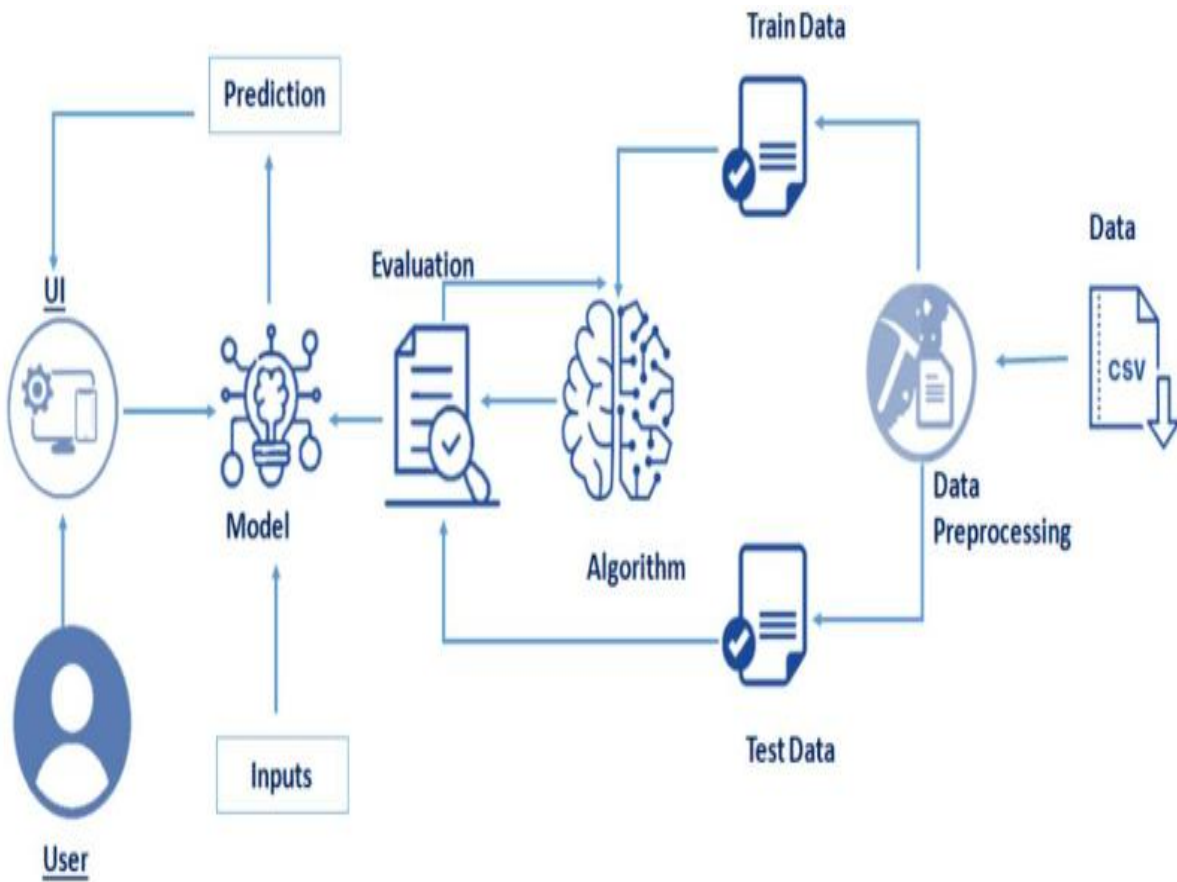 Train Data
Prediction
Data
Evaluation
UI
CSV
Data
Preprocessing
Model
Algorithm
Inputs
Test Data
User